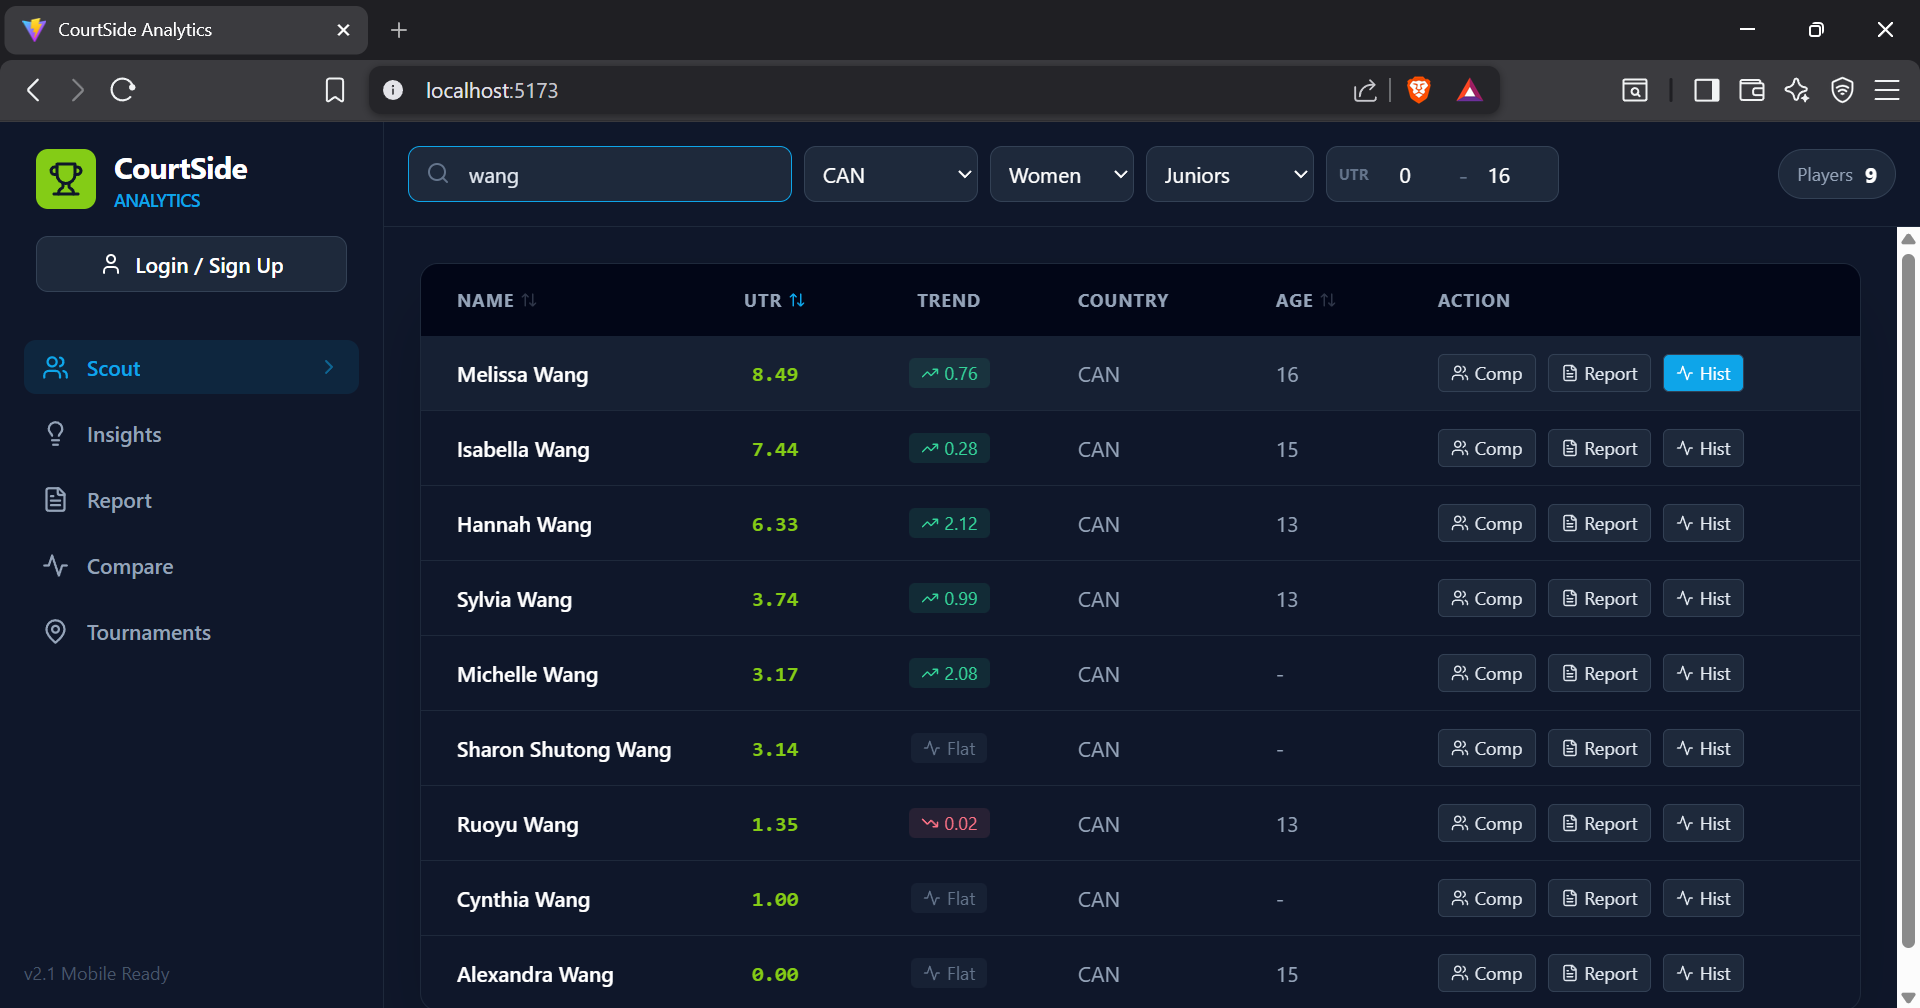 CourtSide Analytics
localhost:5173
CourtSide
ANALYTICS
Login / Sign Up
Scout
Insights
Report
Compare
Tournaments
v2.1 Mobile Ready
wang CAN Women Juniors UTR 0 - 16 Players 9
NAME UTR TREND COUNTRY AGE ACTION
Melissa Wang 8.49 0.76 CAN 16 Comp Report Hist
Isabella Wang 7.44 0.28 CAN 15 Comp Report Hist
Hannah Wang 6.33 2.12 CAN 13 Comp Report Hist
Sylvia Wang 3.74 0.99 CAN 13 Comp Report Hist
Michelle Wang 3.17 2.08 CAN - Comp Report Hist
Sharon Shutong Wang 3.14 Flat CAN - Comp Report Hist
Ruoyu Wang 1.35 0.02 CAN 13 Comp Report Hist
Cynthia Wang 1.00 Flat CAN - Comp Report Hist
Alexandra Wang 0.00 Flat CAN 15 Comp Report Hist